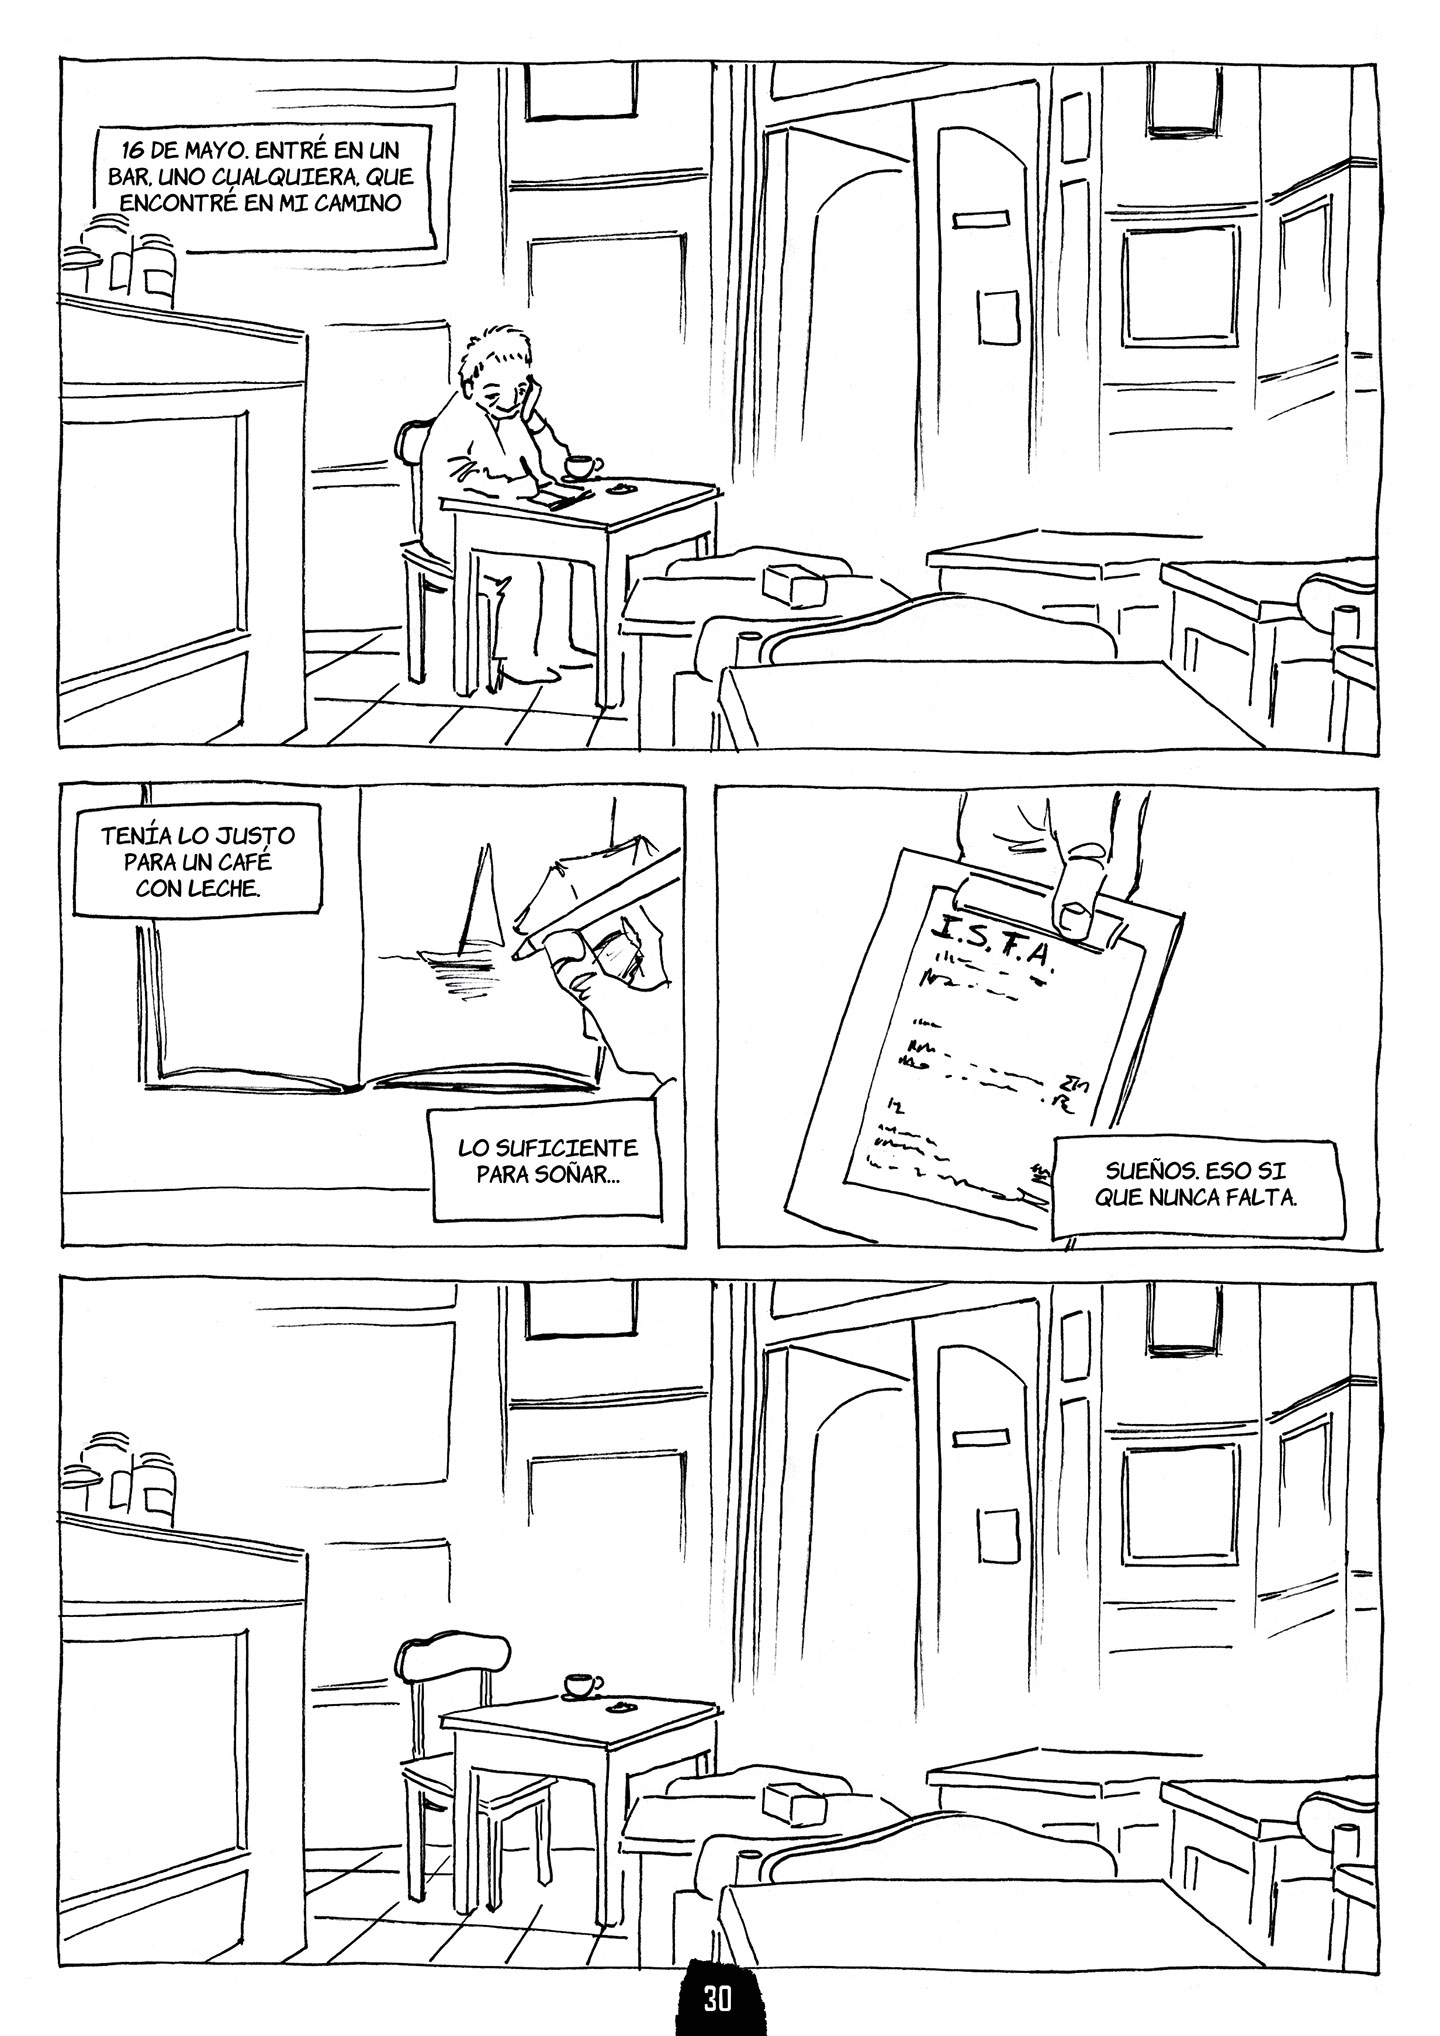 16 DE MAYO. ENTRÉ EN UN
BAR, UNO CUALQUIERA, QUE
ENCONTRÉ EN MI CAMINO
TENÍA LO JUSTO
PARA UN CAFÉ
CON LECHE.
LO SUFICIENTE
PARA SOÑAR...
I.S.T.A.
SUEÑOS. ESO SI
QUE NUNCA FALTA.
30